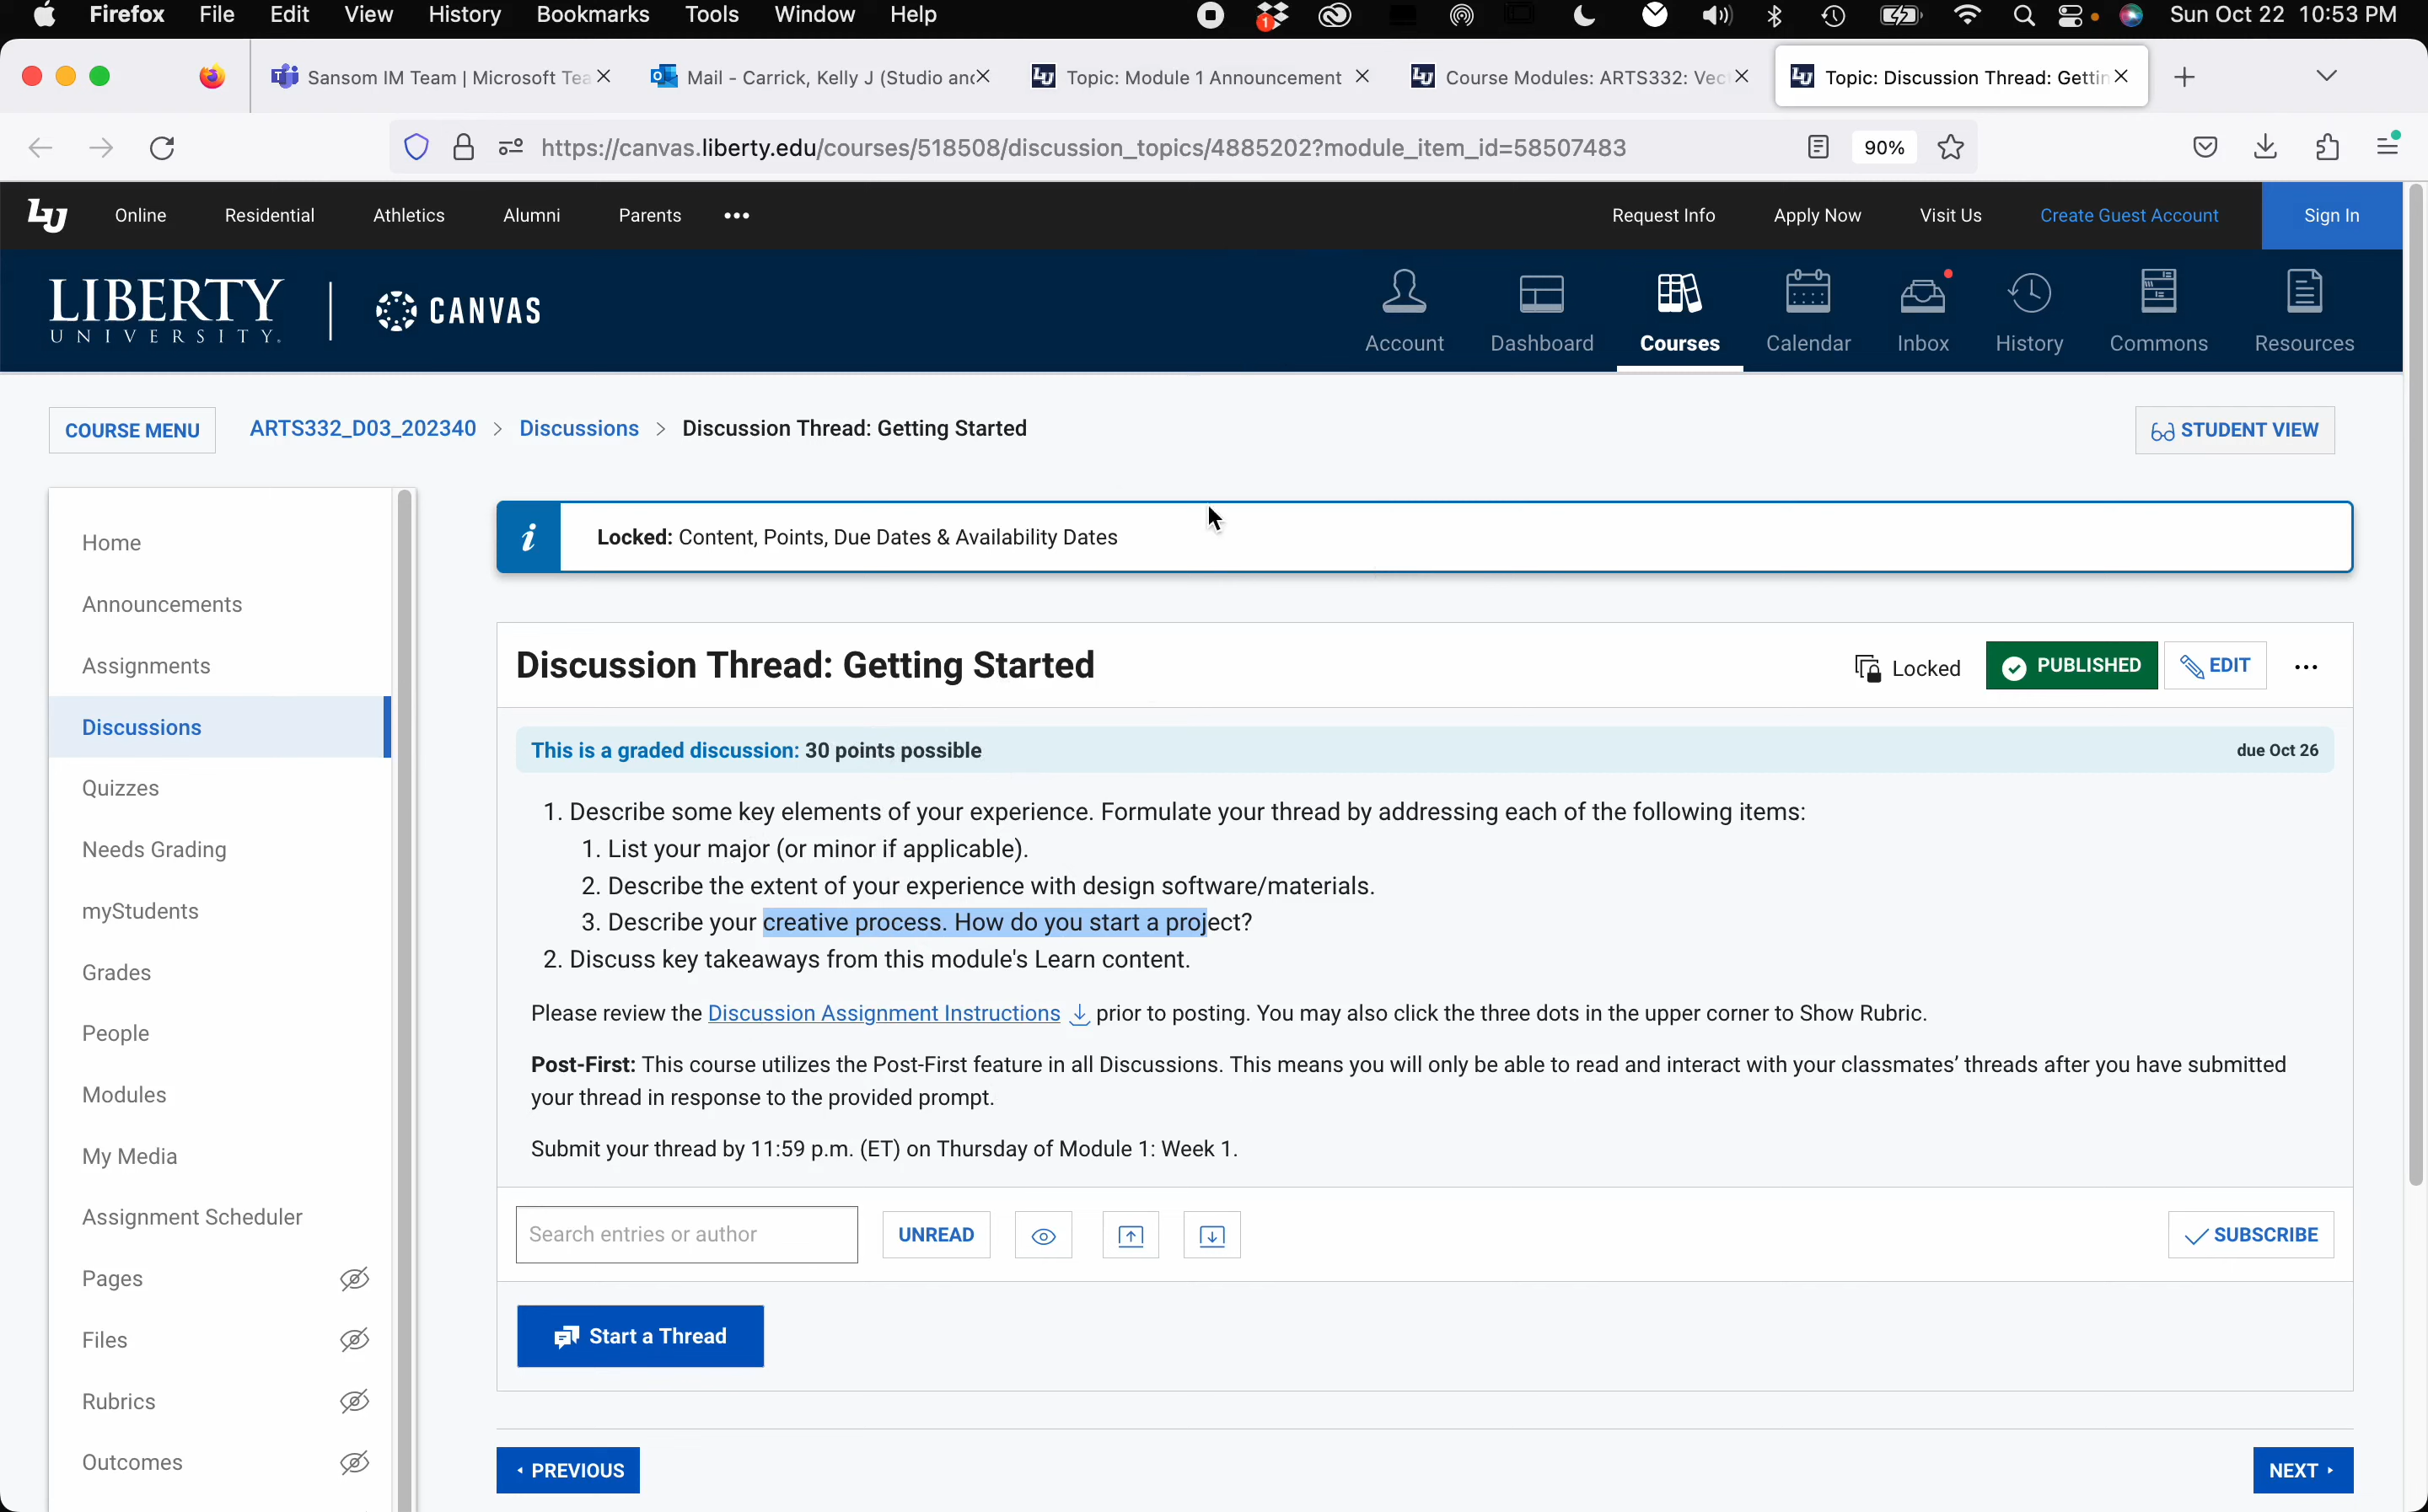 Firefox File Edit View History Bookmarks Tools Window Help 1 Sun Oct 22 10:53 PM
Sansom IM Team | Microsoft Tea Mail - Carrick, Kelly J (Studio and Topic: Module 1 Announcement Course Modules: ARTS332: Vec Topic: Discussion Thread: Gettin
https://canvas.liberty.edu/courses/518508/discussion_topics/4885202?module_item_id=58507483 90%
LU Online Residential Athletics Alumni Parents ••• Request Info Apply Now Visit Us Create Guest Account Sign In
LIBERTY UNIVERSITY. CANVAS
Account Dashboard Courses Calendar Inbox History Commons Resources
COURSE MENU ARTS332_D03_202340 > Discussions > Discussion Thread: Getting Started STUDENT VIEW
Home
Announcements
Assignments
Discussions
Quizzes
Needs Grading
myStudents
Grades
People
Modules
My Media
Assignment Scheduler
Pages
Files
Rubrics
Outcomes
i Locked: Content, Points, Due Dates & Availability Dates
Discussion Thread: Getting Started Locked PUBLISHED EDIT
This is a graded discussion: 30 points possible due Oct 26
1. Describe some key elements of your experience. Formulate your thread by addressing each of the following items:
1. List your major (or minor if applicable).
2. Describe the extent of your experience with design software/materials.
3. Describe your creative process. How do you start a project?
2. Discuss key takeaways from this module's Learn content.
Please review the Discussion Assignment Instructions prior to posting. You may also click the three dots in the upper corner to Show Rubric.
Post-First: This course utilizes the Post-First feature in all Discussions. This means you will only be able to read and interact with your classmates’ threads after you have submitted
your thread in response to the provided prompt.
Submit your thread by 11:59 p.m. (ET) on Thursday of Module 1: Week 1.
Search entries or author UNREAD SUBSCRIBE
Start a Thread
PREVIOUS NEXT